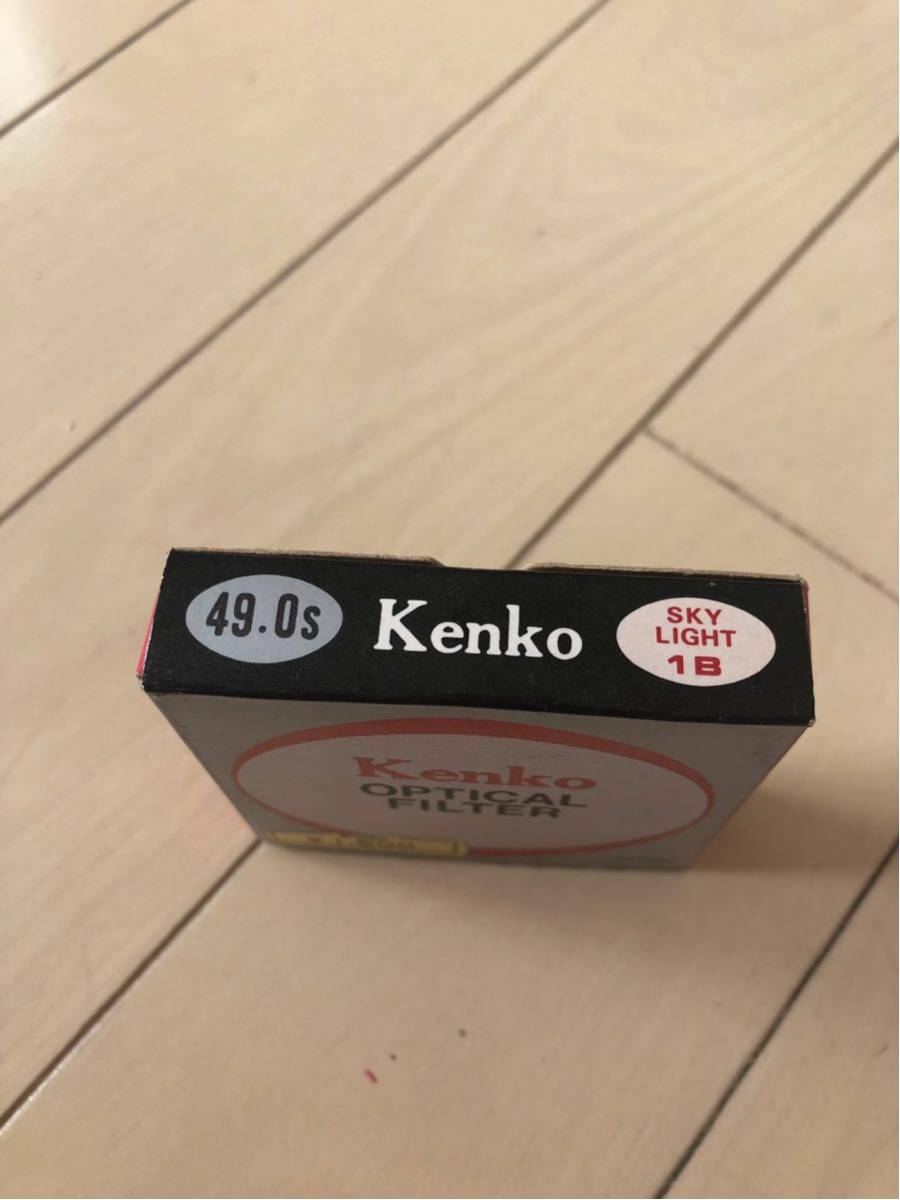 49.0s
Kenko
SKY
LIGHT
1B
Kenko
OPTICAL
FILTER